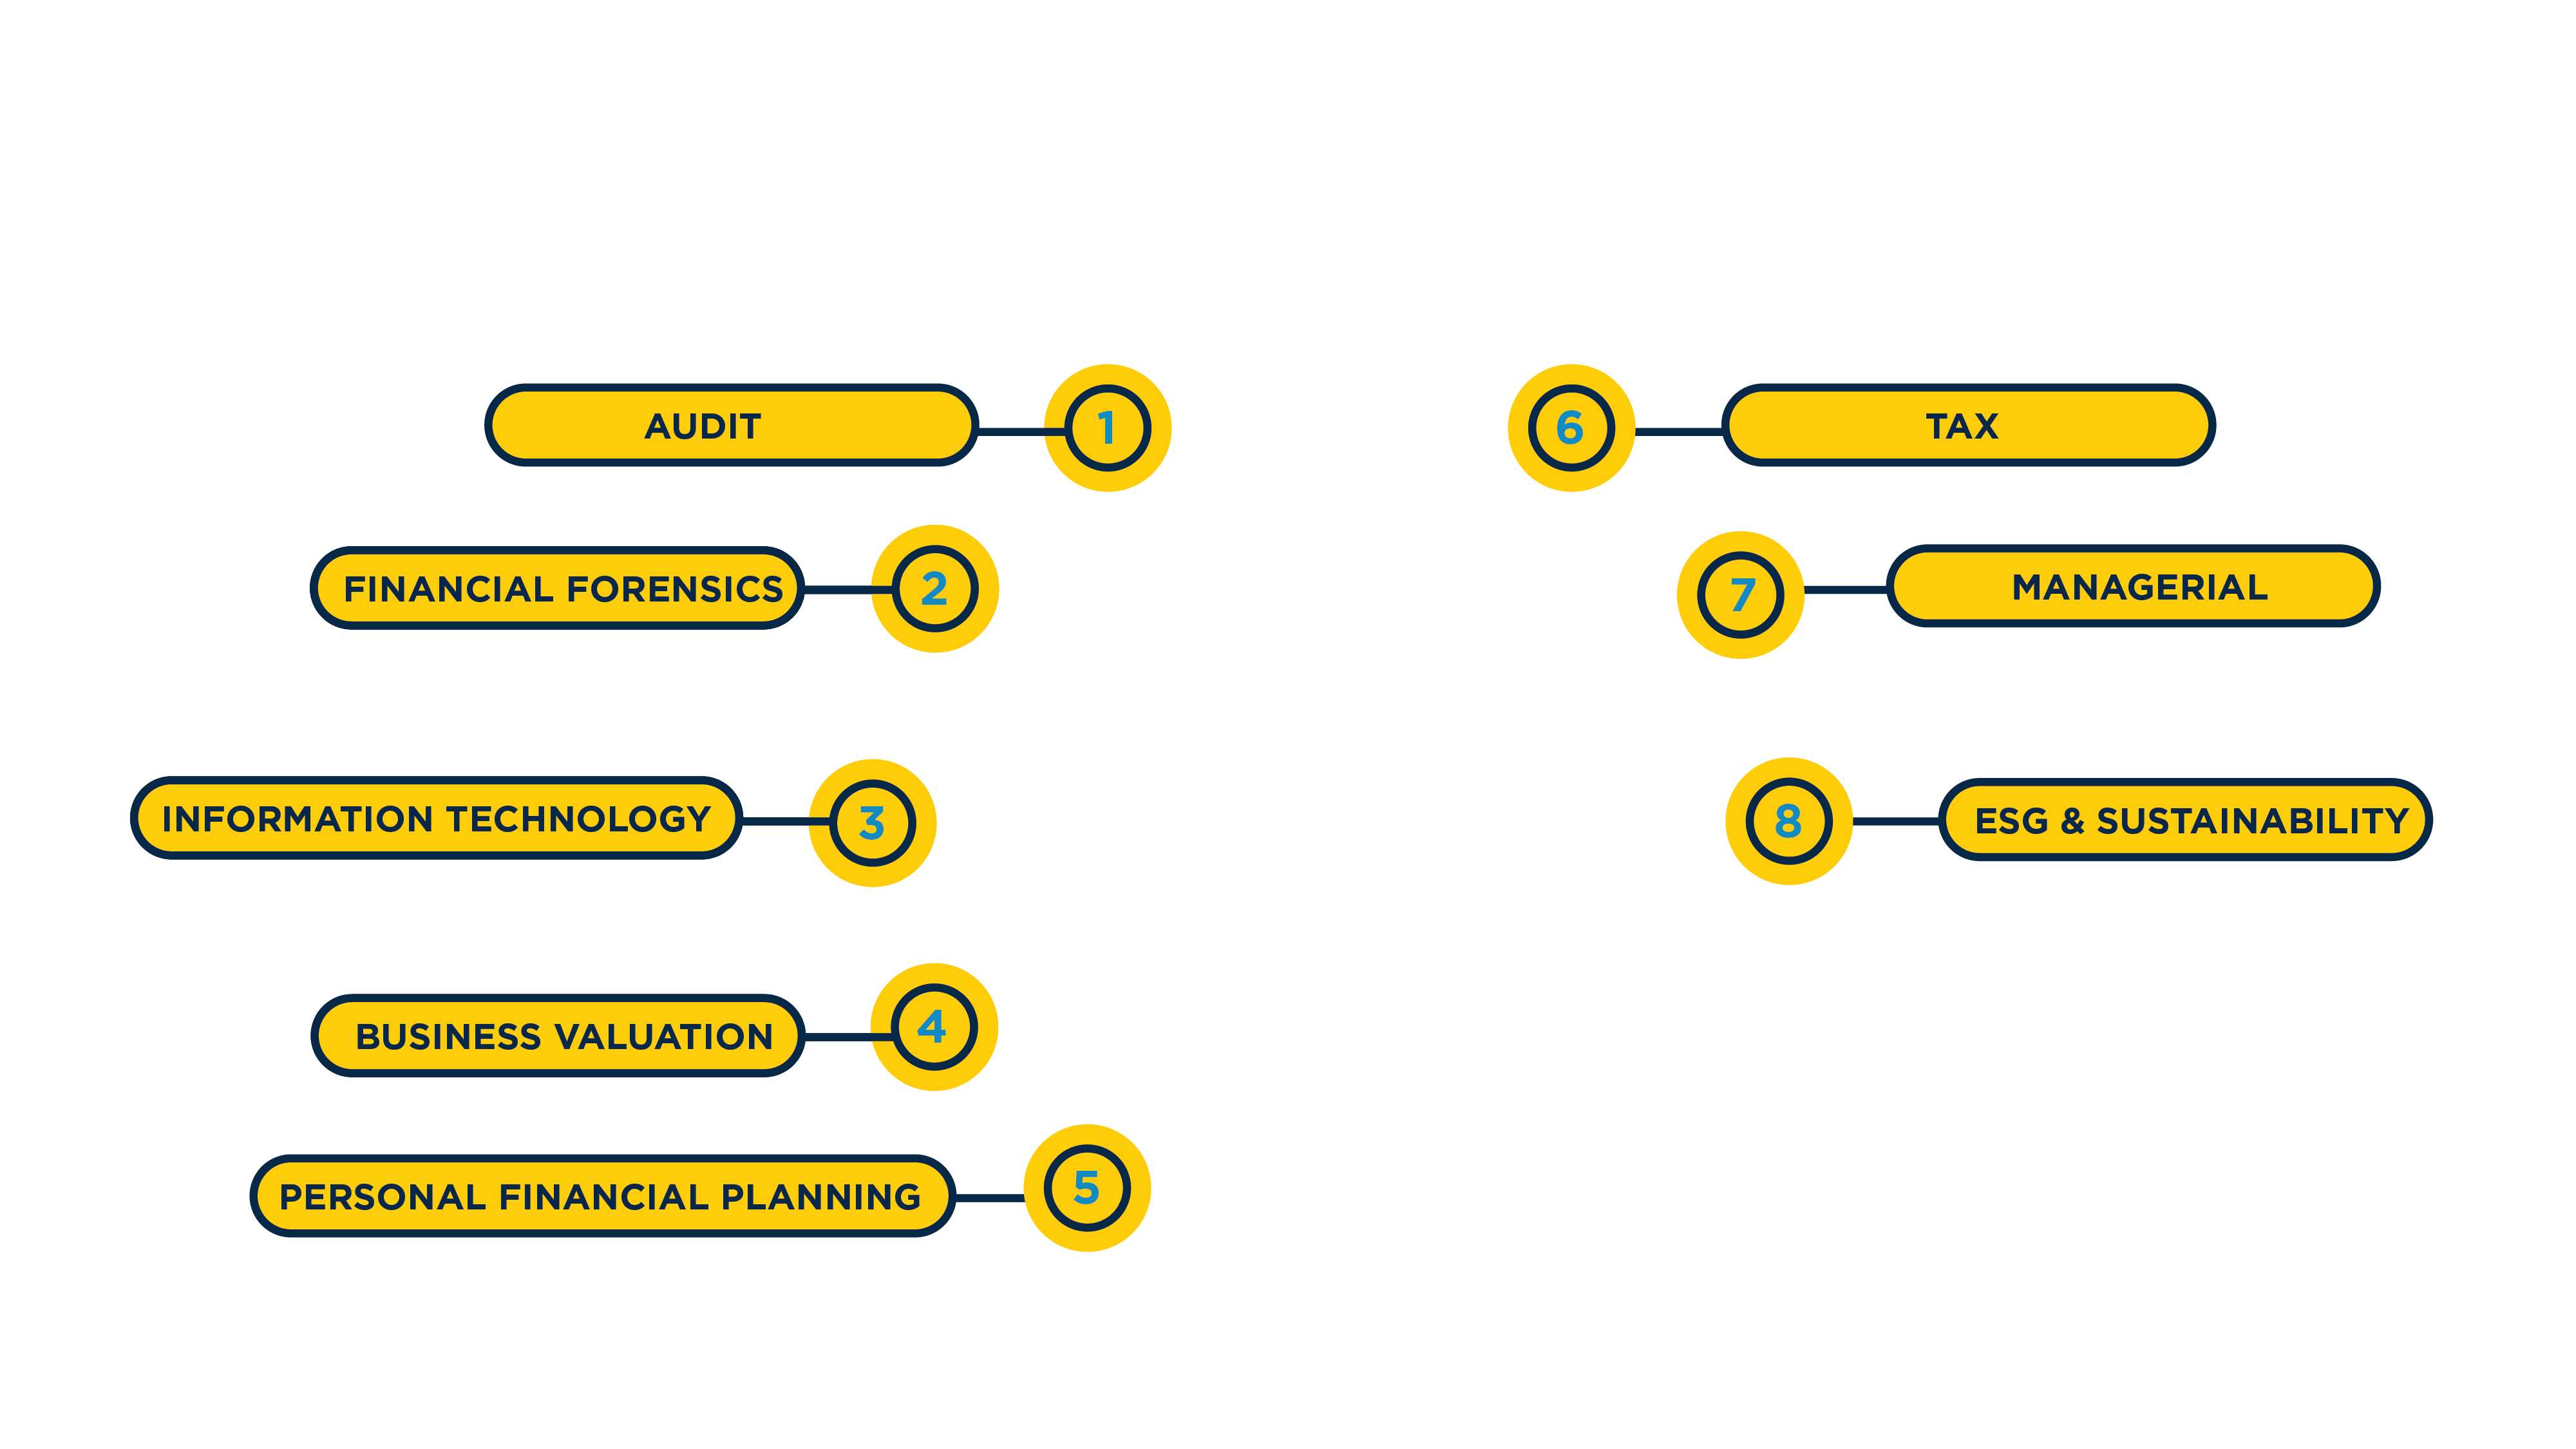 AUDIT 1
FINANCIAL FORENSICS 2
INFORMATION TECHNOLOGY 3
BUSINESS VALUATION 4
PERSONAL FINANCIAL PLANNING 5
6 TAX
7 MANAGERIAL
8 ESG & SUSTAINABILITY